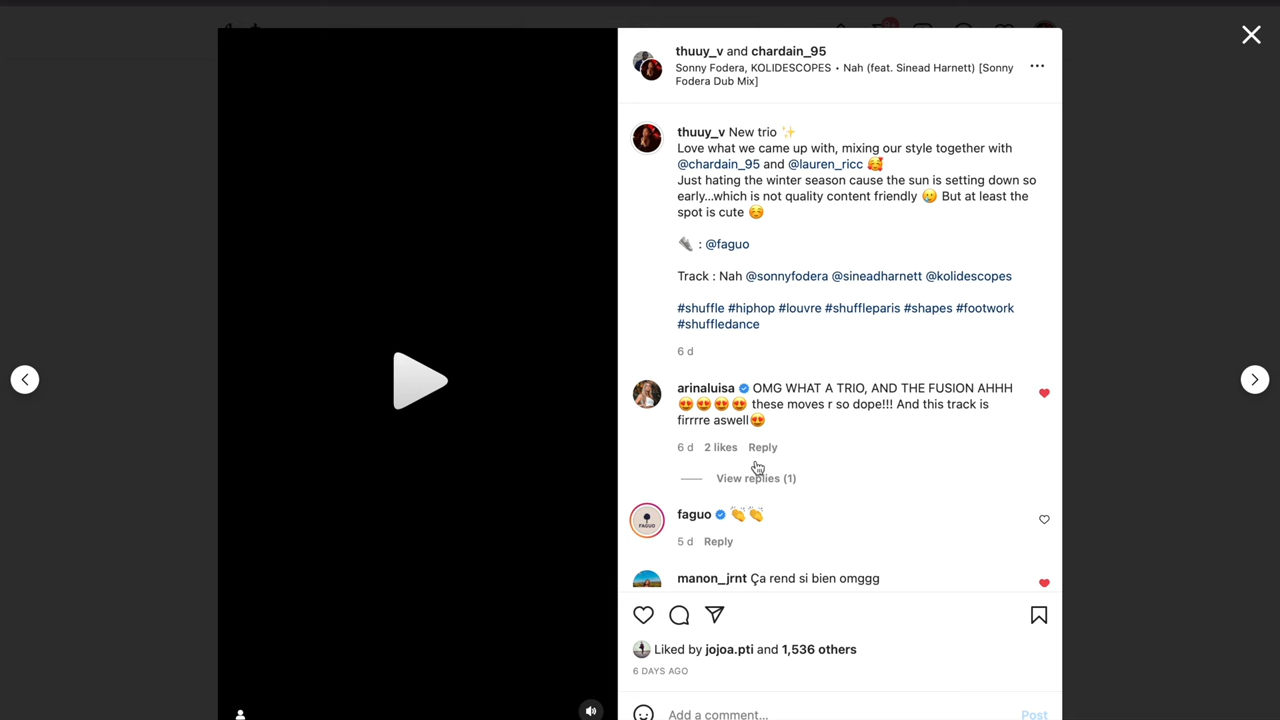 thuuy_v and chardain_95
Sonny Fodera, KOLIDESCOPES • Nah (feat. Sinead Harnett) [Sonny
Fodera Dub Mix]
thuuy_v New trio ✨
Love what we came up with, mixing our style together with
@chardain_95 and @lauren_ricc 🥰
Just hating the winter season cause the sun is setting down so
early...which is not quality content friendly 🥲 But at least the
spot is cute ☺️
👟 : @faguo
Track : Nah @sonnyfodera @sineadharnett @kolidescopes
#shuffle #hiphop #louvre #shuffleparis #shapes #footwork
#shuffledance
6 d
arinaluisa OMG WHAT A TRIO, AND THE FUSION AHHH
😍😍😍😍 these moves r so dope!!! And this track is
firrrre aswell😍
6 d 2 likes Reply
View replies (1)
FAGUO
faguo 👏👏
5 d Reply
manon_jrnt Ça rend si bien omggg
Liked by jojoa.pti and 1,536 others
6 DAYS AGO
Add a comment...
Post